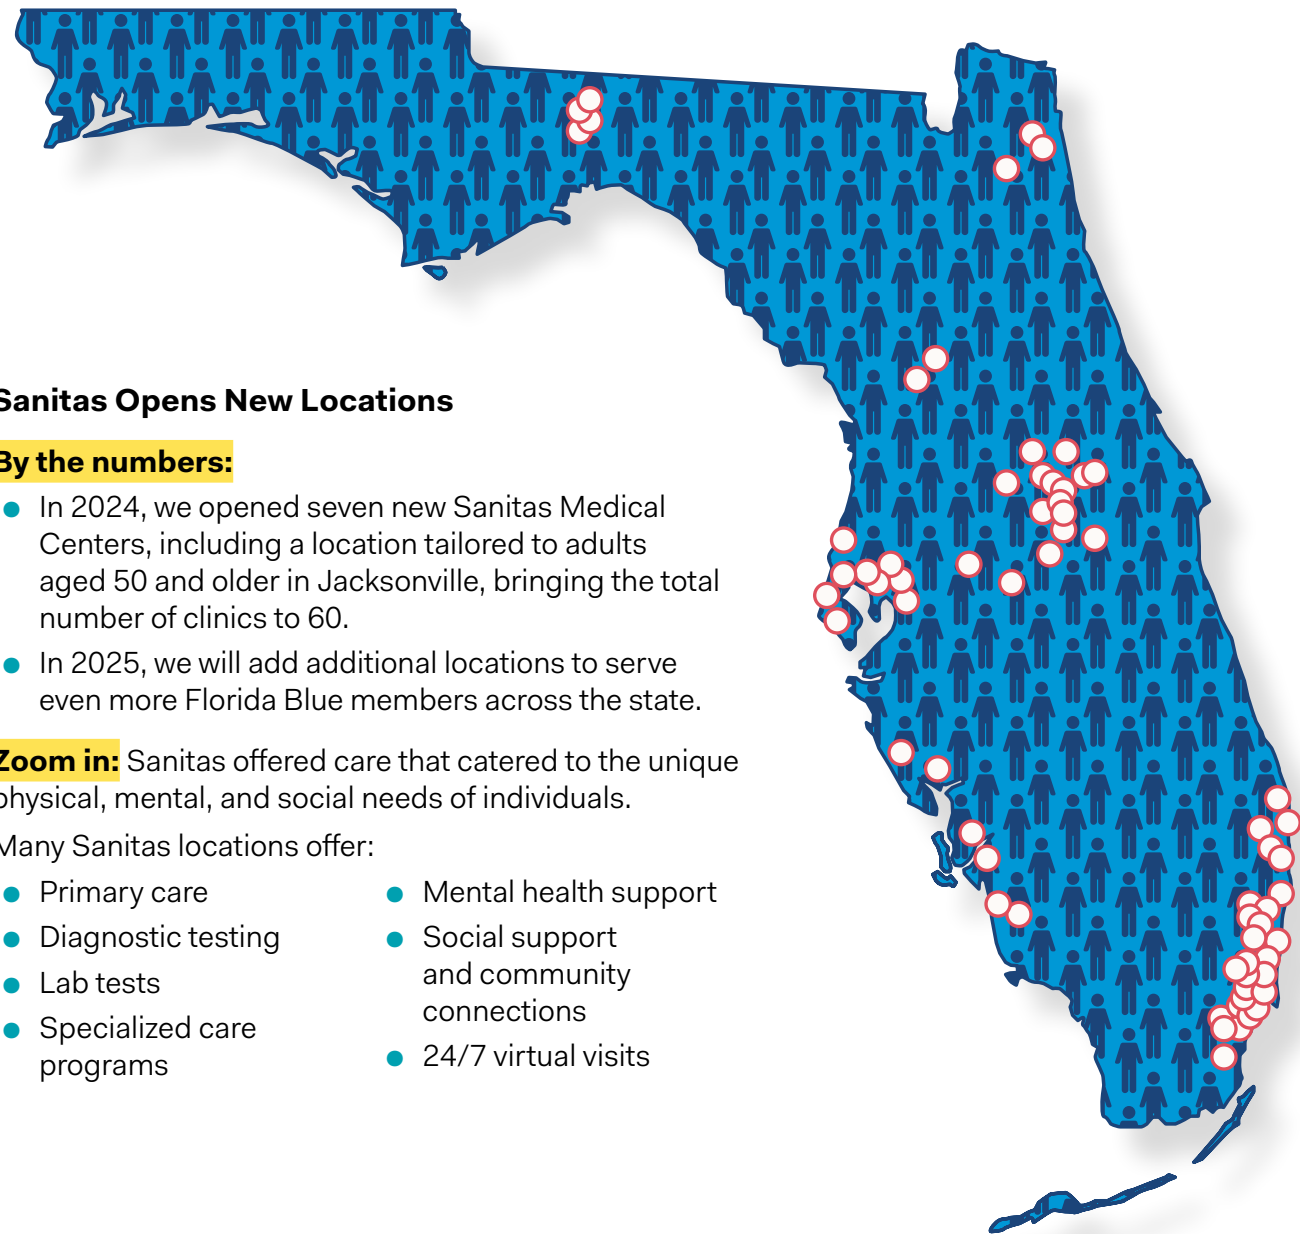 Sanitas Opens New Locations
By the numbers:
In 2024, we opened seven new Sanitas Medical
Centers, including a location tailored to adults
aged 50 and older in Jacksonville, bringing the total
number of clinics to 60.
In 2025, we will add additional locations to serve
even more Florida Blue members across the state.
Zoom in: Sanitas offered care that catered to the unique
physical, mental, and social needs of individuals.
Many Sanitas locations offer:
Primary care
Diagnostic testing
Lab tests
Specialized care
programs
Mental health support
Social support
and community
connections
24/7 virtual visits